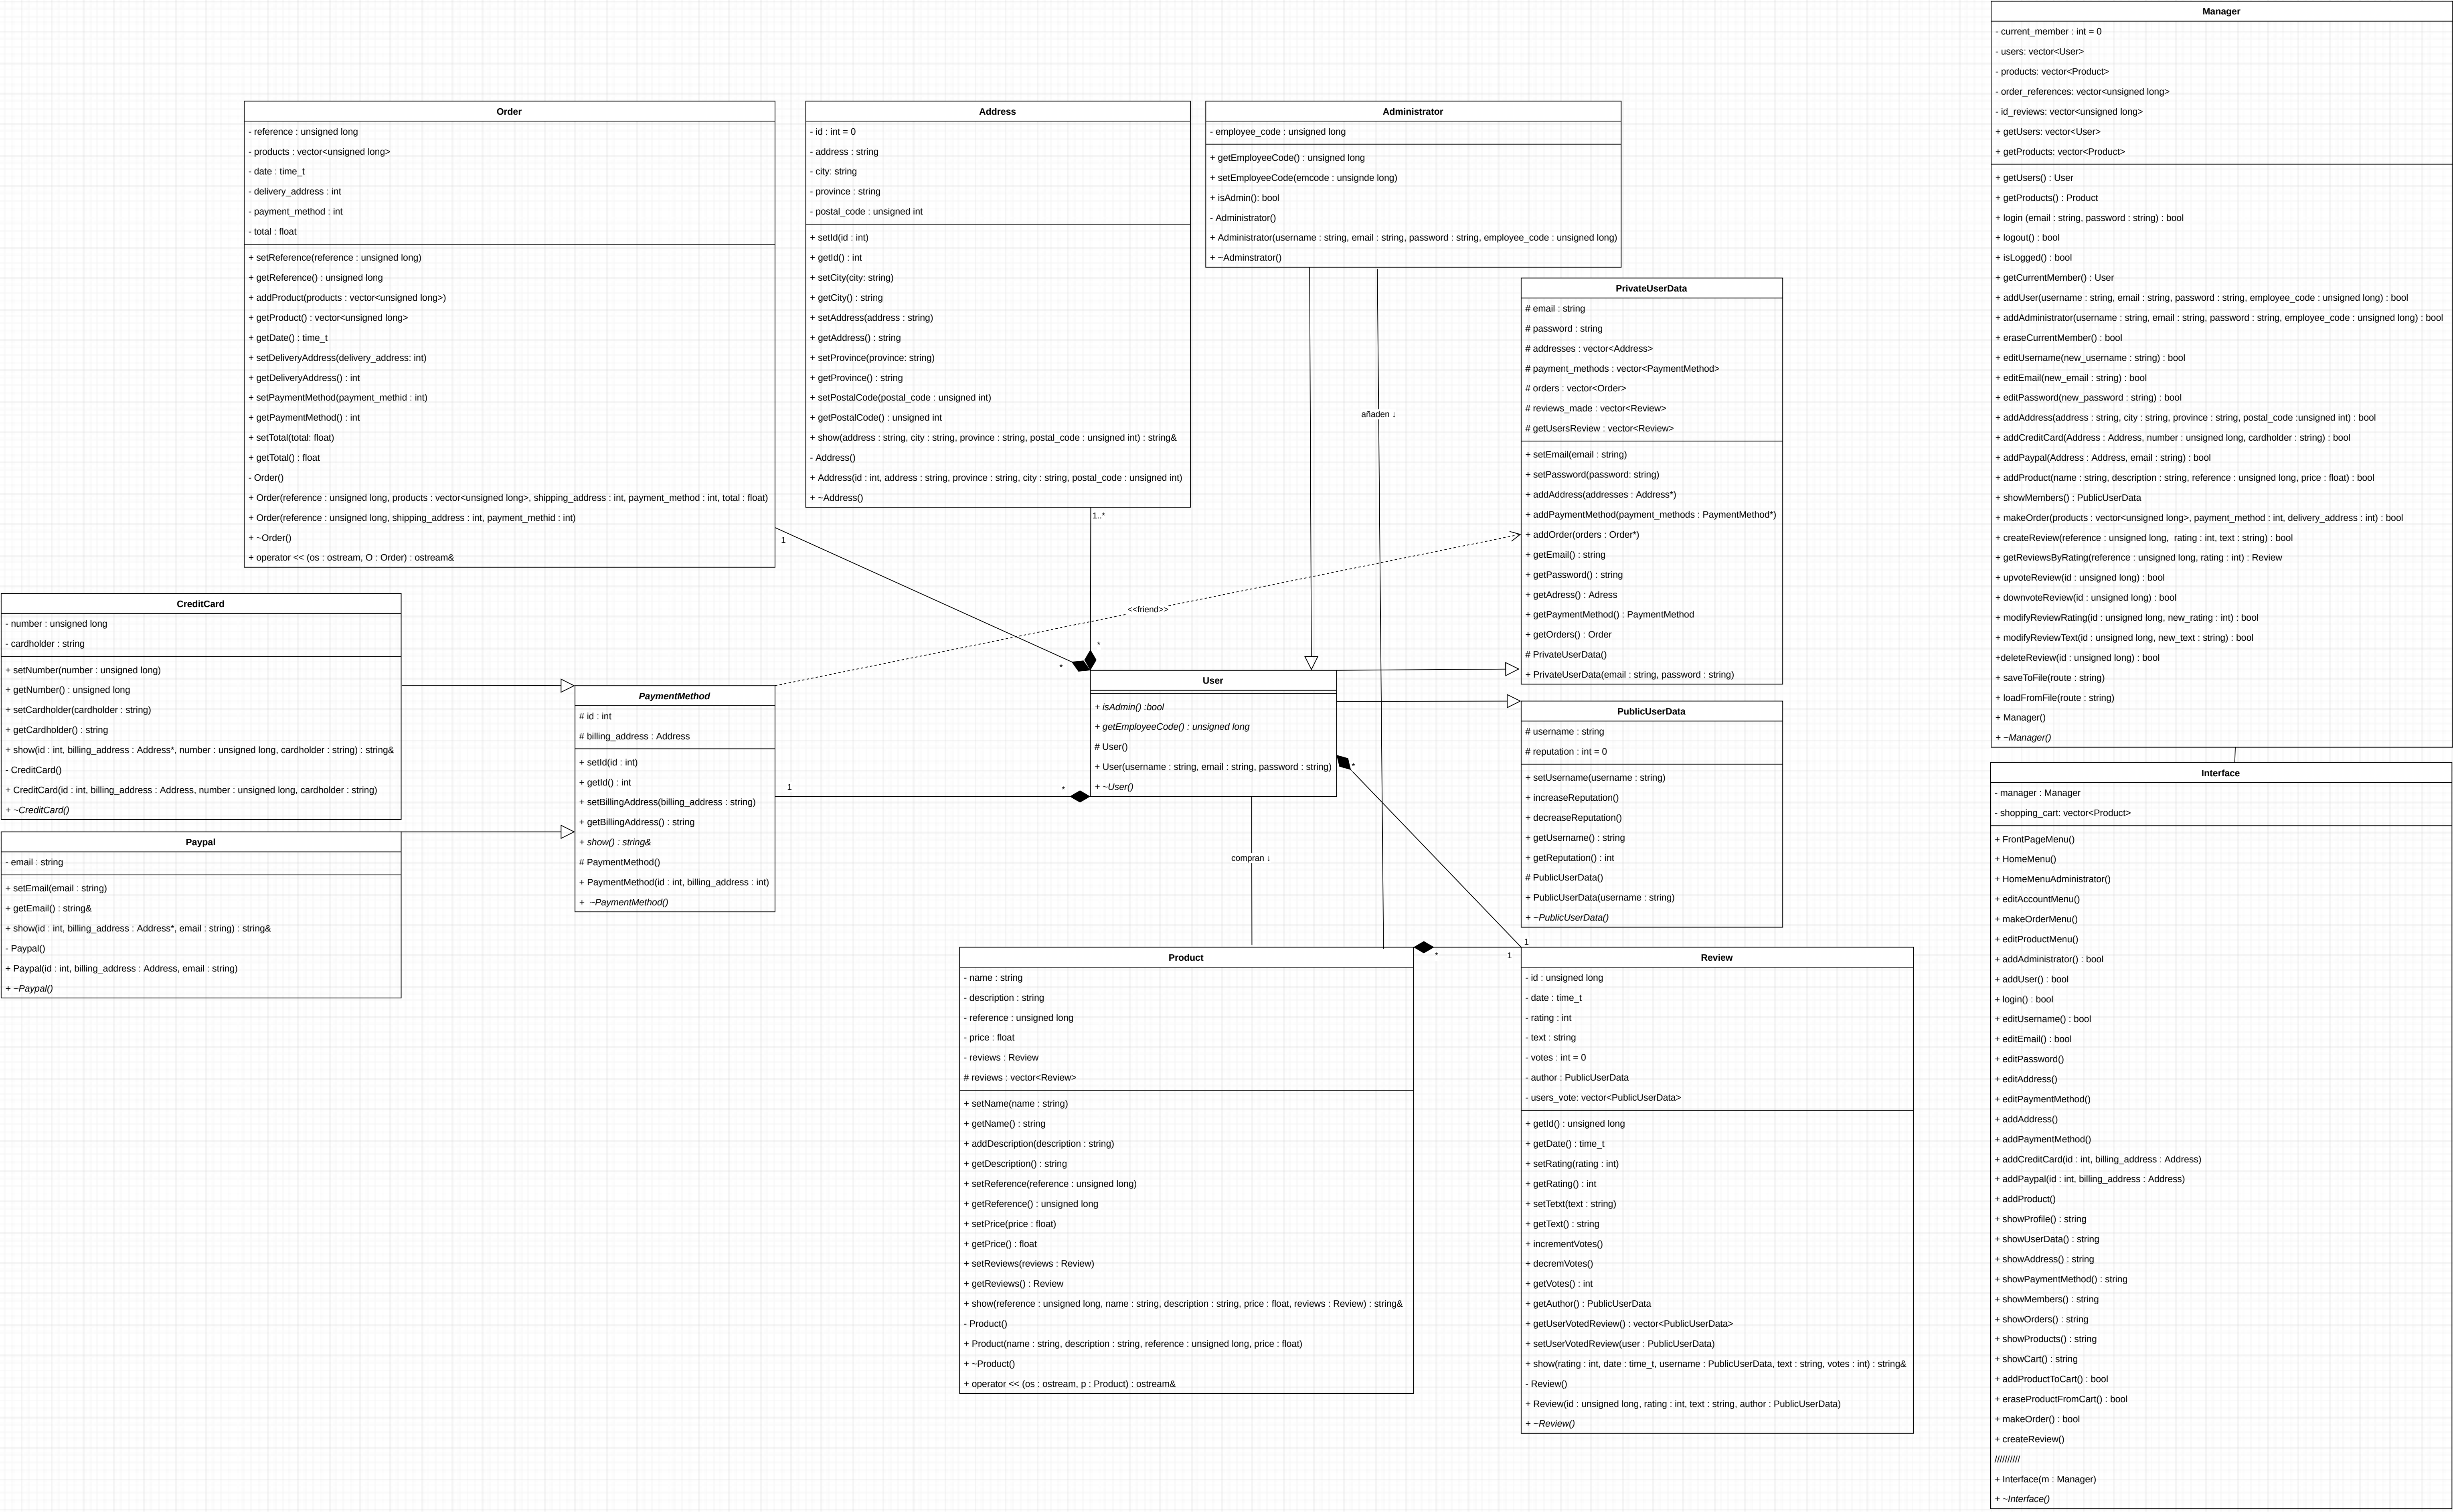 Order
- reference : unsigned long
- products : vector<unsigned long>
- date : time_t
- delivery_address : int
- payment_method : int
- total : float
+ setReference(reference : unsigned long)
+ getReference() : unsigned long
+ addProduct(products : vector<unsigned long>)
+ getProduct() : vector<unsigned long>
+ getDate() : time_t
+ setDeliveryAddress(delivery_address: int)
+ getDeliveryAddress() : int
+ setPaymentMethod(payment_methid : int)
+ getPaymentMethod() : int
+ setTotal(total: float)
+ getTotal() : float
- Order()
+ Order(reference : unsigned long, products : vector<unsigned long>, shipping_address : int, payment_method : int, total : float)
+ Order(reference : unsigned long, shipping_address : int, payment_methid : int)
+ ~Order()
+ operator << (os : ostream, O : Order) : ostream&
Address
- id : int = 0
- address : string
- city: string
- province : string
- postal_code : unsigned int
+ setId(id : int)
+ getId() : int
+ setCity(city: string)
+ getCity() : string
+ setAddress(address : string)
+ getAddress() : string
+ setProvince(province: string)
+ getProvince() : string
+ setPostalCode(postal_code : unsigned int)
+ getPostalCode() : unsigned int
+ show(address : string, city : string, province : string, postal_code : unsigned int) : string&
- Address()
+ Address(id : int, address : string, province : string, city : string, postal_code : unsigned int)
+ ~Address()
Administrator
- employee_code : unsigned long
+ getEmployeeCode() : unsigned long
+ setEmployeeCode(emcode : unsignde long)
+ isAdmin(): bool
- Administrator()
+ Administrator(username : string, email : string, password : string, employee_code : unsigned long)
+ ~Adminstrator()
PrivateUserData
# email : string
# password : string
# addresses : vector<Address>
# payment_methods : vector<PaymentMethod>
# orders : vector<Order>
# reviews_made : vector<Review>
# getUsersReview : vector<Review>
+ setEmail(email : string)
+ setPassword(password: string)
+ addAddress(addresses : Address*)
+ addPaymentMethod(payment_methods : PaymentMethod*)
+ addOrder(orders : Order*)
+ getEmail() : string
+ getPassword() : string
+ getAdress() : Adress
+ getPaymentMethod() : PaymentMethod
+ getOrders() : Order
# PrivateUserData()
+ PrivateUserData(email : string, password : string)
Manager
- current_member : int = 0
- users: vector<User>
- products: vector<Product>
- order_references: vector<unsigned long>
- id_reviews: vector<unsigned long>
+ getUsers: vector<User>
+ getProducts: vector<Product>
+ getUsers() : User
+ getProducts() : Product
+ login (email : string, password : string) : bool
+ logout() : bool
+ isLogged() : bool
+ getCurrentMember() : User
+ addUser(username : string, email : string, password : string, employee_code : unsigned long) : bool
+ addAdministrator(username : string, email : string, password : string, employee_code : unsigned long) : bool
+ eraseCurrentMember() : bool
+ editUsername(new_username : string) : bool
+ editEmail(new_email : string) : bool
+ editPassword(new_password : string) : bool
+ addAddress(address : string, city : string, province : string, postal_code :unsigned int) : bool
+ addCreditCard(Address : Address, number : unsigned long, cardholder : string) : bool
+ addPaypal(Address : Address, email : string) : bool
+ addProduct(name : string, description : string, reference : unsigned long, price : float) : bool
+ showMembers() : PublicUserData
+ makeOrder(products : vector<unsigned long>, payment_method : int, delivery_address : int) : bool
+ createReview(reference : unsigned long,  rating : int, text : string) : bool
+ getReviewsByRating(reference : unsigned long, rating : int) : Review
+ upvoteReview(id : unsigned long) : bool
+ downvoteReview(id : unsigned long) : bool
+ modifyReviewRating(id : unsigned long, new_rating : int) : bool
+ modifyReviewText(id : unsigned long, new_text : string) : bool
+deleteReview(id : unsigned long) : bool
+ saveToFile(route : string)
+ loadFromFile(route : string)
+ Manager()
+ ~Manager()
añaden ↓
1
1..*
<<friend>>
*
*
CreditCard
- number : unsigned long
- cardholder : string
+ setNumber(number : unsigned long)
+ getNumber() : unsigned long
+ setCardholder(cardholder : string)
+ getCardholder() : string
+ show(id : int, billing_address : Address*, number : unsigned long, cardholder : string) : string&
- CreditCard()
+ CreditCard(id : int, billing_address : Address, number : unsigned long, cardholder : string)
+ ~CreditCard()
Paypal
- email : string
+ setEmail(email : string)
+ getEmail() : string&
+ show(id : int, billing_address : Address*, email : string) : string&
- Paypal()
+ Paypal(id : int, billing_address : Address, email : string)
+ ~Paypal()
PaymentMethod
# id : int
# billing_address : Address
+ setId(id : int)
+ getId() : int
+ setBillingAddress(billing_address : string)
+ getBillingAddress() : string
+ show() : string&
# PaymentMethod()
+ PaymentMethod(id : int, billing_address : int)
+  ~PaymentMethod()
1
*
User
+ isAdmin() :bool
+ getEmployeeCode() : unsigned long
# User()
+ User(username : string, email : string, password : string)
+ ~User()
*
compran ↓
PublicUserData
# username : string
# reputation : int = 0
+ setUsername(username : string)
+ increaseReputation()
+ decreaseReputation()
+ getUsername() : string
+ getReputation() : int
# PublicUserData()
+ PublicUserData(username : string)
+ ~PublicUserData()
1
*
1
Product
- name : string
- description : string
- reference : unsigned long
- price : float
- reviews : Review
# reviews : vector<Review>
+ setName(name : string)
+ getName() : string
+ addDescription(description : string)
+ getDescription() : string
+ setReference(reference : unsigned long)
+ getReference() : unsigned long
+ setPrice(price : float)
+ getPrice() : float
+ setReviews(reviews : Review)
+ getReviews() : Review
+ show(reference : unsigned long, name : string, description : string, price : float, reviews : Review) : string&
- Product()
+ Product(name : string, description : string, reference : unsigned long, price : float)
+ ~Product()
+ operator << (os : ostream, p : Product) : ostream&
Review
- id : unsigned long
- date : time_t
- rating : int
- text : string
- votes : int = 0
- author : PublicUserData
- users_vote: vector<PublicUserData>
+ getId() : unsigned long
+ getDate() : time_t
+ setRating(rating : int)
+ getRating() : int
+ setTetxt(text : string)
+ getText() : string
+ incrementVotes()
+ decremVotes()
+ getVotes() : int
+ getAuthor() : PublicUserData
+ getUserVotedReview() : vector<PublicUserData>
+ setUserVotedReview(user : PublicUserData)
+ show(rating : int, date : time_t, username : PublicUserData, text : string, votes : int) : string&
- Review()
+ Review(id : unsigned long, rating : int, text : string, author : PublicUserData)
+ ~Review()
Interface
- manager : Manager
- shopping_cart: vector<Product>
+ FrontPageMenu()
+ HomeMenu()
+ HomeMenuAdministrator()
+ editAccountMenu()
+ makeOrderMenu()
+ editProductMenu()
+ addAdministrator() : bool
+ addUser() : bool
+ login() : bool
+ editUsername() : bool
+ editEmail() : bool
+ editPassword()
+ editAddress()
+ editPaymentMethod()
+ addAddress()
+ addPaymentMethod()
+ addCreditCard(id : int, billing_address : Address)
+ addPaypal(id : int, billing_address : Address)
+ addProduct()
+ showProfile() : string
+ showUserData() : string
+ showAddress() : string
+ showPaymentMethod() : string
+ showMembers() : string
+ showOrders() : string
+ showProducts() : string
+ showCart() : string
+ addProductToCart() : bool
+ eraseProductFromCart() : bool
+ makeOrder() : bool
+ createReview()
//////////
+ Interface(m : Manager)
+ ~Interface()